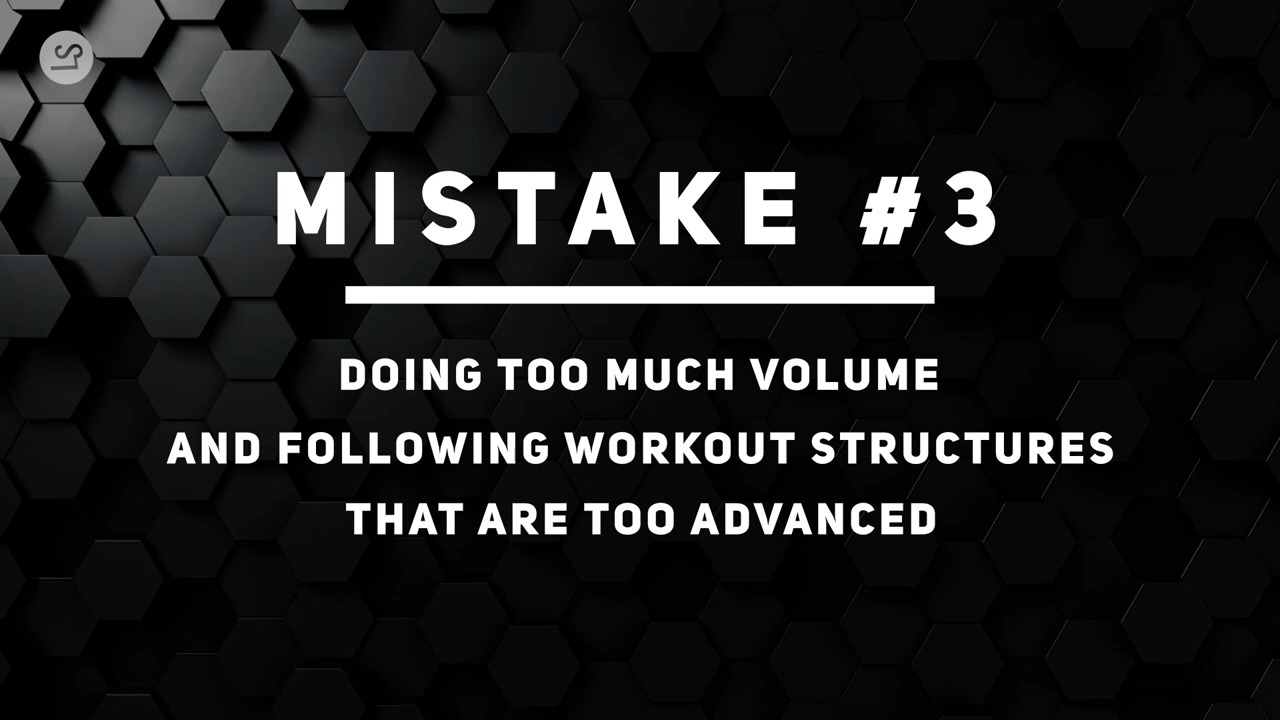 MISTAKE #3
DOING TOO MUCH VOLUME
AND FOLLOWING WORKOUT STRUCTURES
THAT ARE TOO ADVANCED